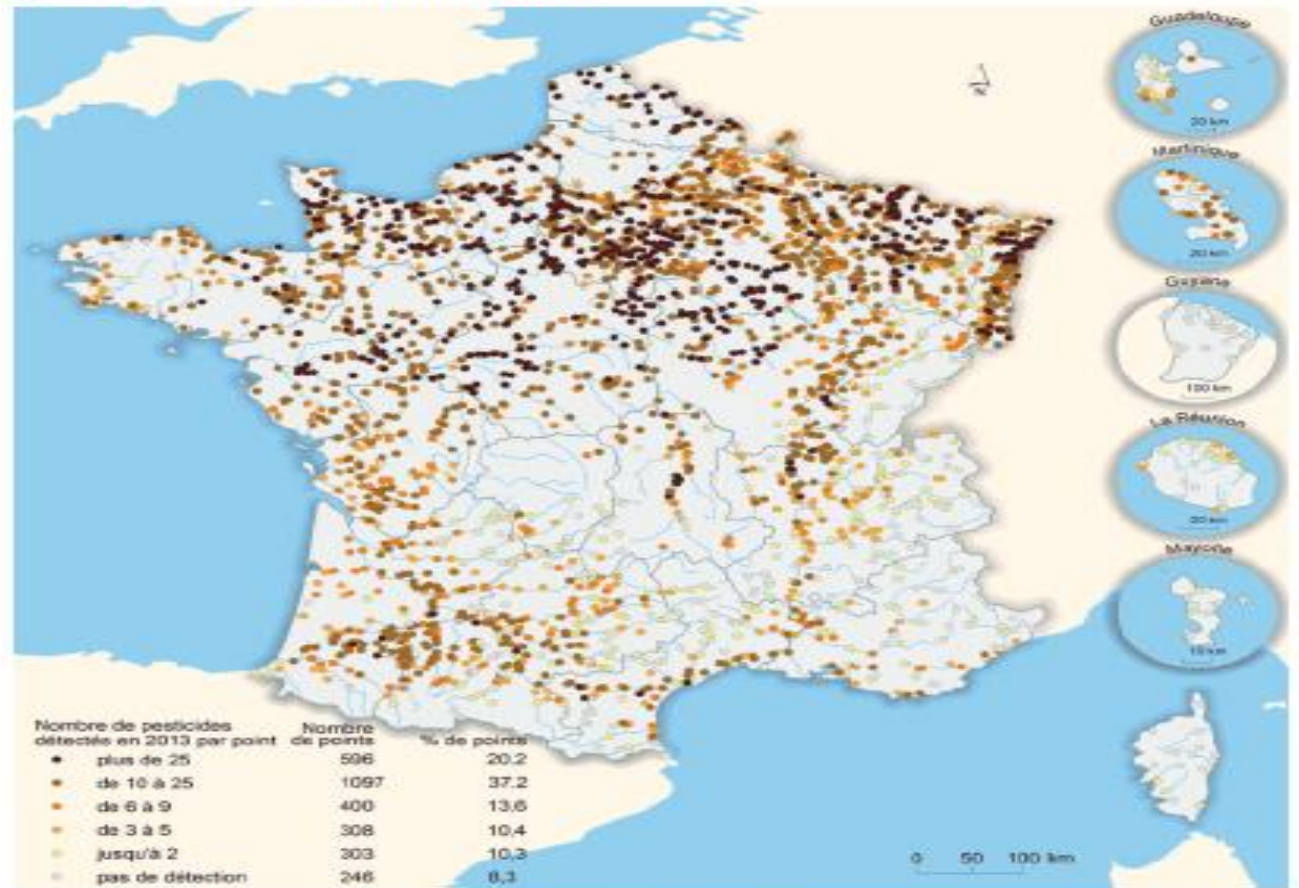 Guadeloupe
20 km
Martinique
20 km
Guyane
100 km
La Réunion
20 km
Mayotte
10 km
N
Nombre de pesticides détectés en 2013 par point
Nombre de points
% de points
plus de 25 596 20.2
de 10 à 25 1097 37.2
de 6 à 9 400 13.6
de 3 à 5 308 10,4
jusqu'à 2 303 10,3
pas de détection 246 8,3
0 50 100 km